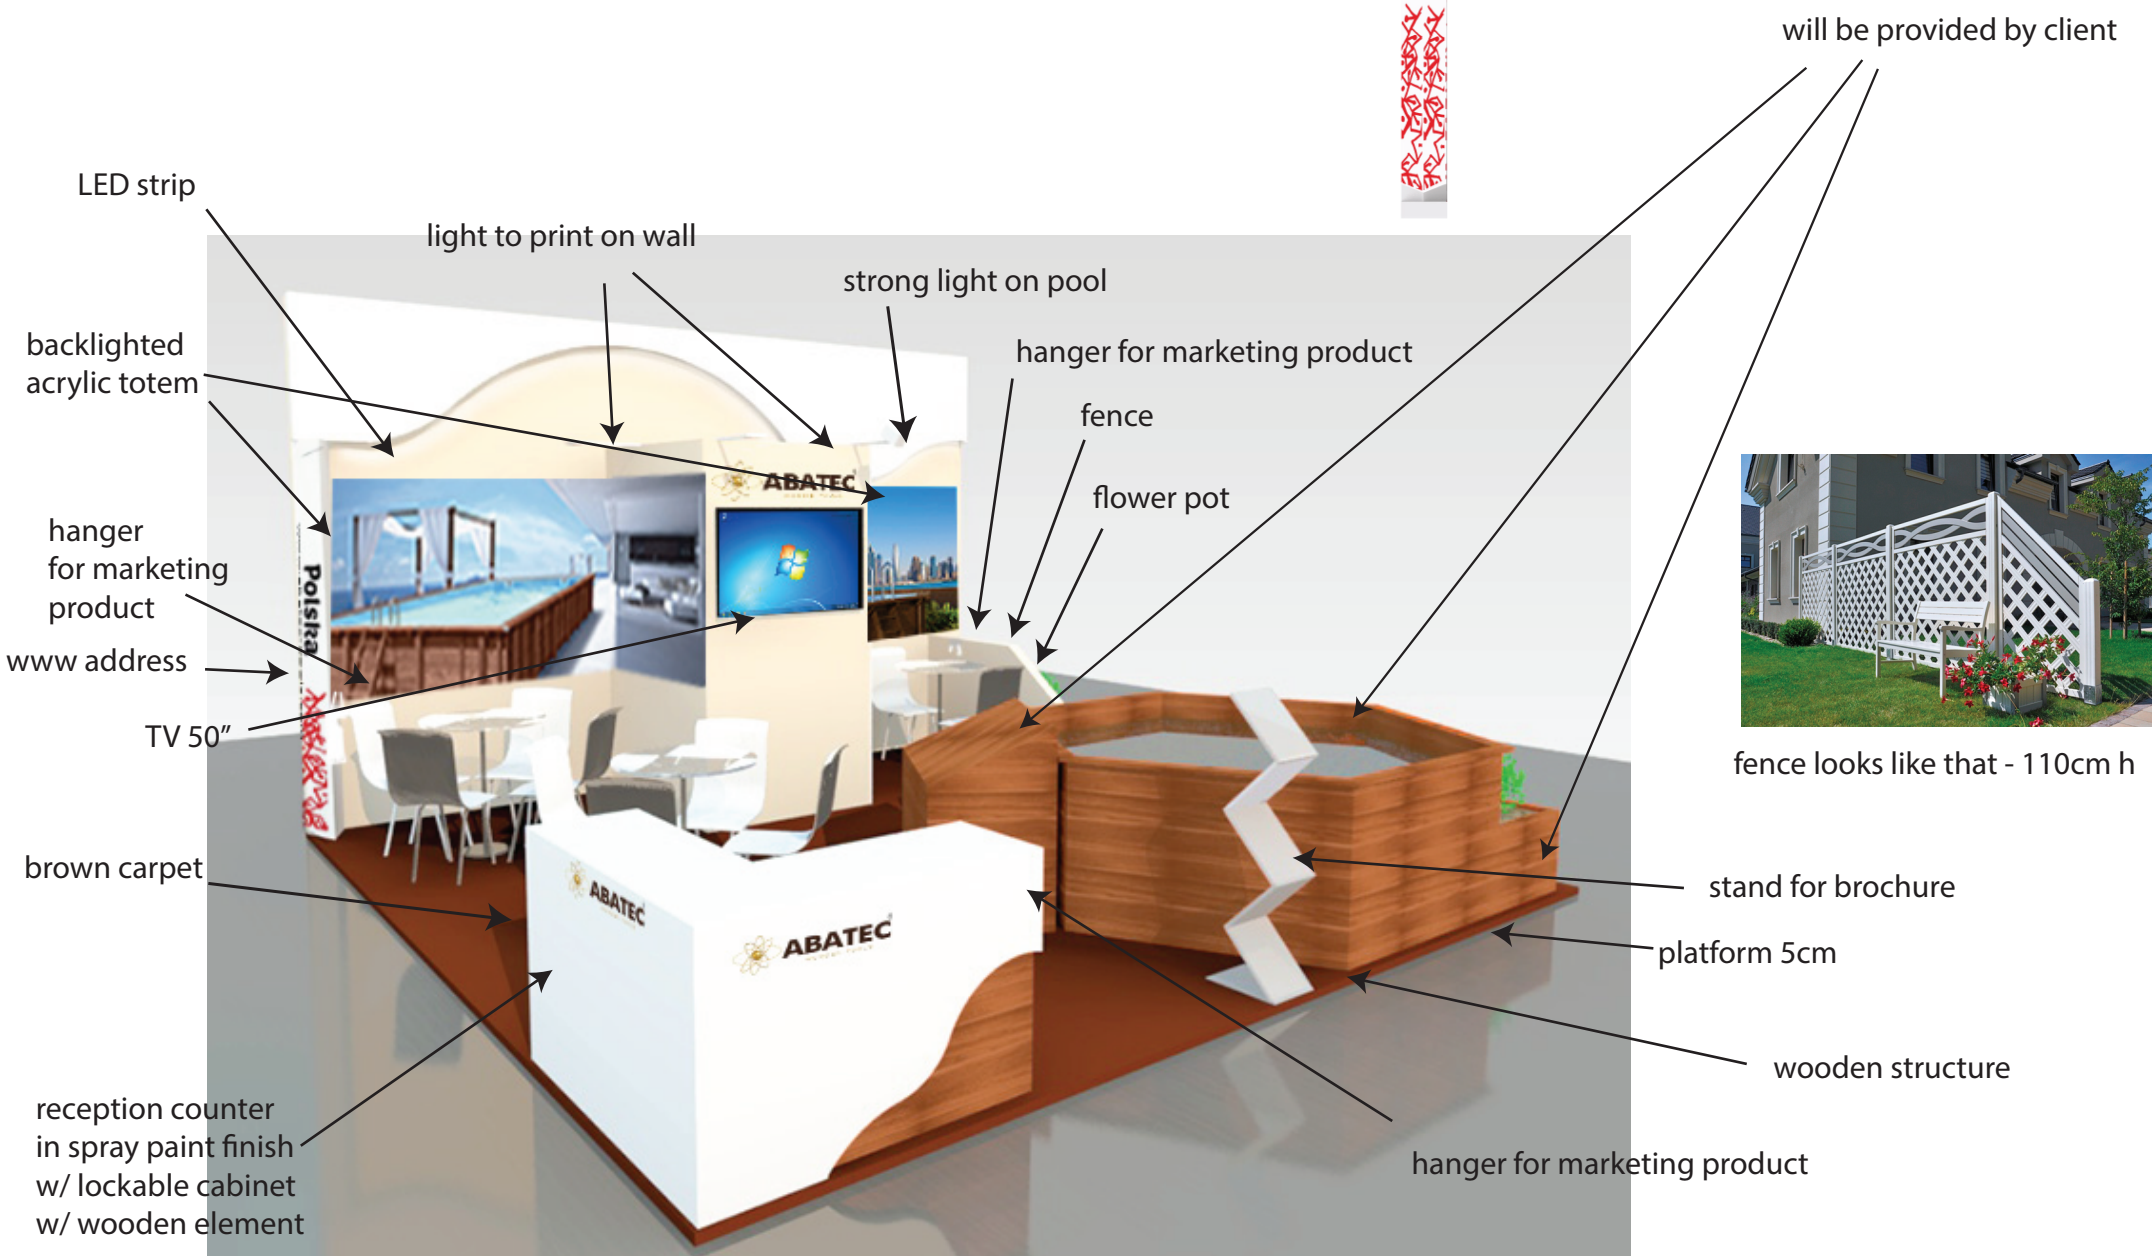 will be provided by client
LED strip
light to print on wall
strong light on pool
backlighted
acrylic totem
hanger for marketing product
fence
flower pot
ABATEC
hanger
for marketing
product
Polska
www address
TV 50”
fence looks like that - 110cm h
brown carpet
ABATEC
ABATEC
stand for brochure
platform 5cm
wooden structure
reception counter
in spray paint finish
w/ lockable cabinet
w/ wooden element
hanger for marketing product